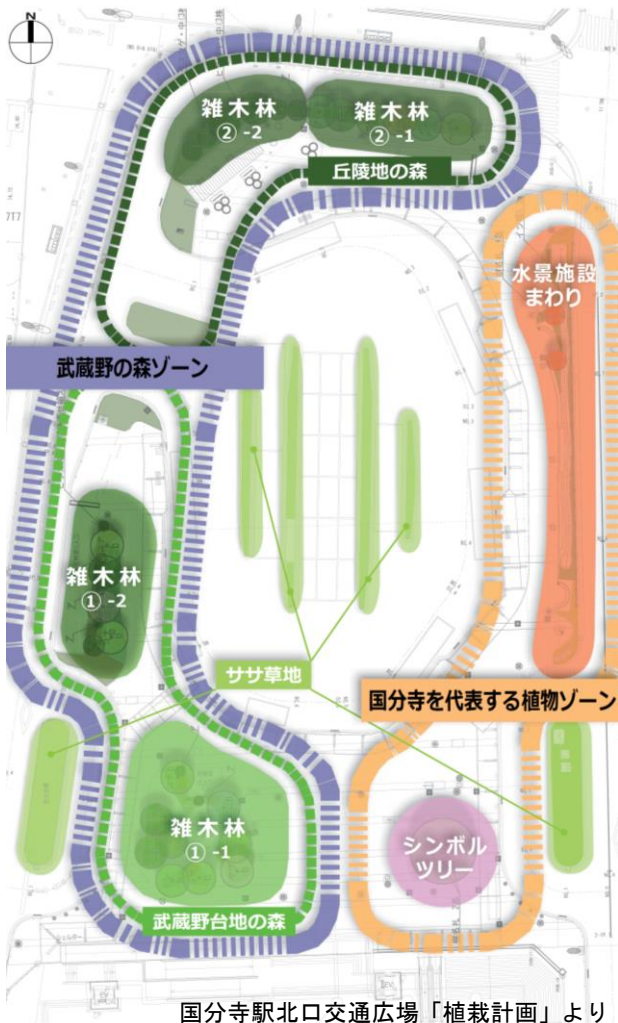 N
雑木林
②-2
雑木林
②-1
丘陵地の森
水景施設
まわり
武蔵野の森ゾーン
雑木林
①-2
ササ草地
国分寺を代表する植物ゾーン
雑木林
①-1
シンボル
ツリー
武蔵野台地の森
国分寺駅北口交通広場「植栽計画」より